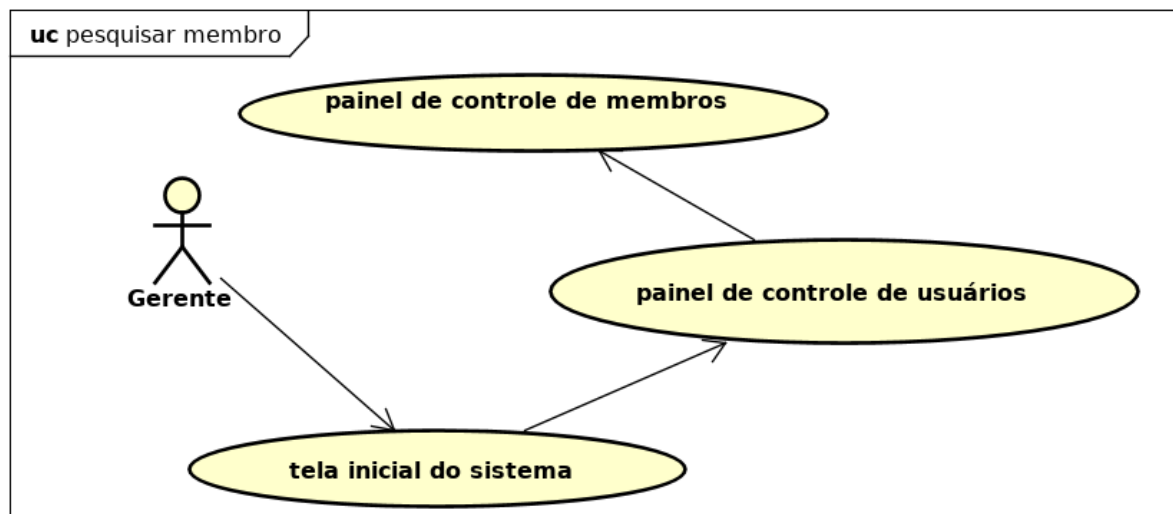 uc pesquisar membro
painel de controle de membros
Gerente
painel de controle de usuários
tela inicial do sistema